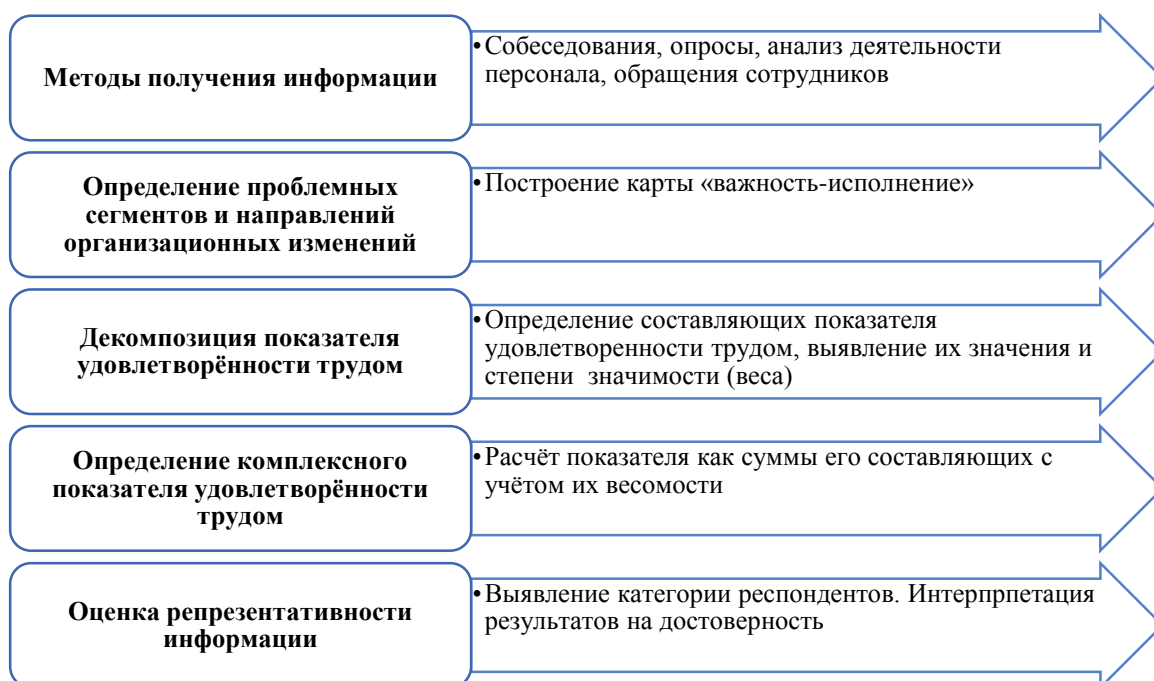 Методы получения информации
•Собеседования, опросы, анализ деятельности
персонала, обращения сотрудников
Определение проблемных
сегментов и направлений
организационных изменений
•Построение карты «важность-исполнение»
Декомпозиция показателя
удовлетворённости трудом
•Определение составляющих показателя
удовлетворенности трудом, выявление их значения и
степени значимости (веса)
Определение комплексного
показателя удовлетворённости
трудом
•Расчёт показателя как суммы его составляющих с
учётом их весомости
Оценка репрезентативности
информации
•Выявление категории респондентов. Интерпрпетация
результатов на достоверность